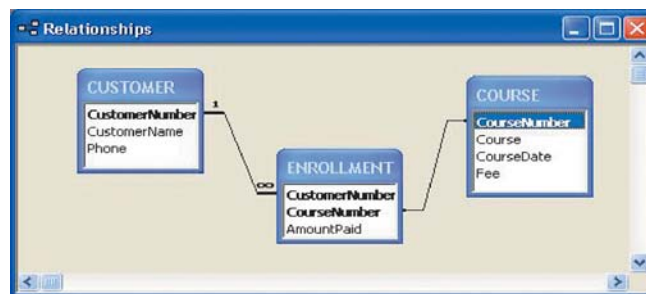 Relationships
CUSTOMER
CustomerNumber
CustomerName
Phone
1
∞
ENROLLMENT
CustomerNumber
CourseNumber
AmountPaid
COURSE
CourseNumber
Course
CourseDate
Fee